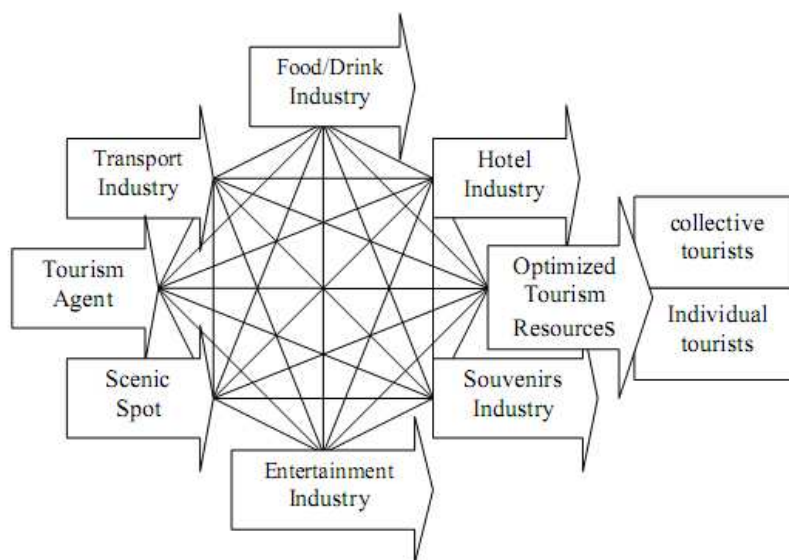 Food/Drink
Industry
Transport
Industry
Hotel
Industry
collective
tourists
Tourism
Agent
Optimized
Tourism
Resources
Individual
tourists
Scenic
Spot
Souvenirs
Industry
Entertainment
Industry